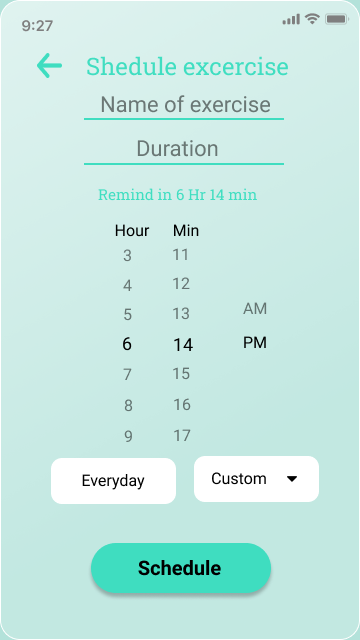 9:27
Shedule excercise
Name of exercise
Duration
Remind in 6 Hr 14 min
Hour Min
3 11
4 12
5 13 AM
6 14 PM
7 15
8 16
9 17
Everyday Custom
Schedule